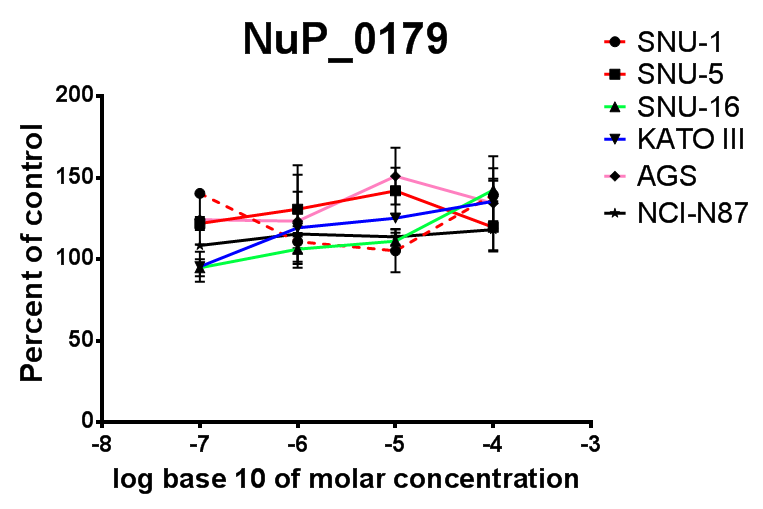 NuP_0179
SNU-1
SNU-5
SNU-16
KATO III
AGS
NCI-N87
Percent of control
200
150
100
50
0
-8 -7 -6 -5 -4 -3
log base 10 of molar concentration